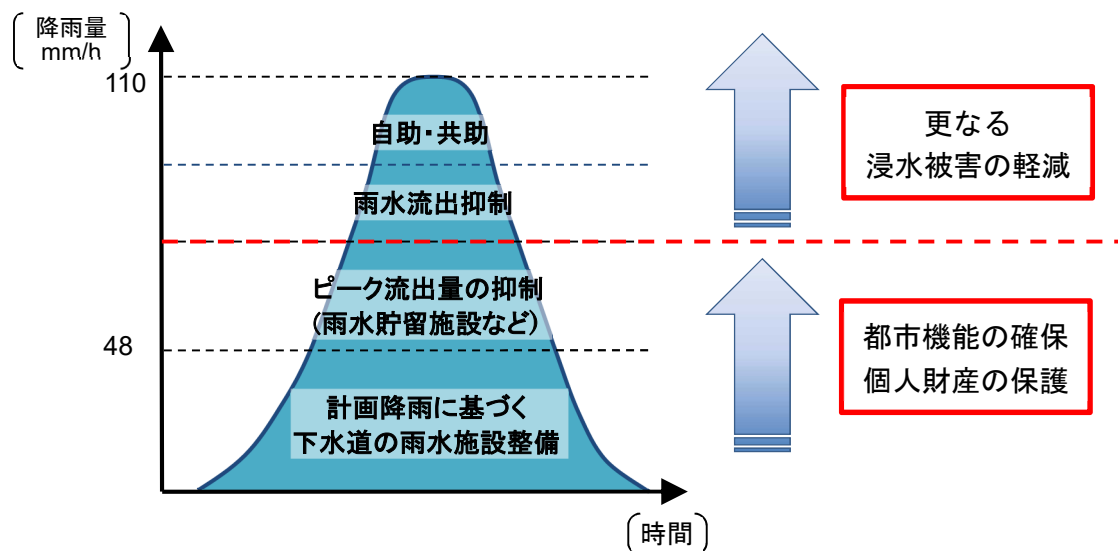 降雨量
mm/h
110
自助・共助
雨水流出抑制
ピーク流出量の抑制
(雨水貯留施設など)
48
計画降雨に基づく
下水道の雨水施設整備
(時間)
更なる
浸水被害の軽減
都市機能の確保
個人財産の保護